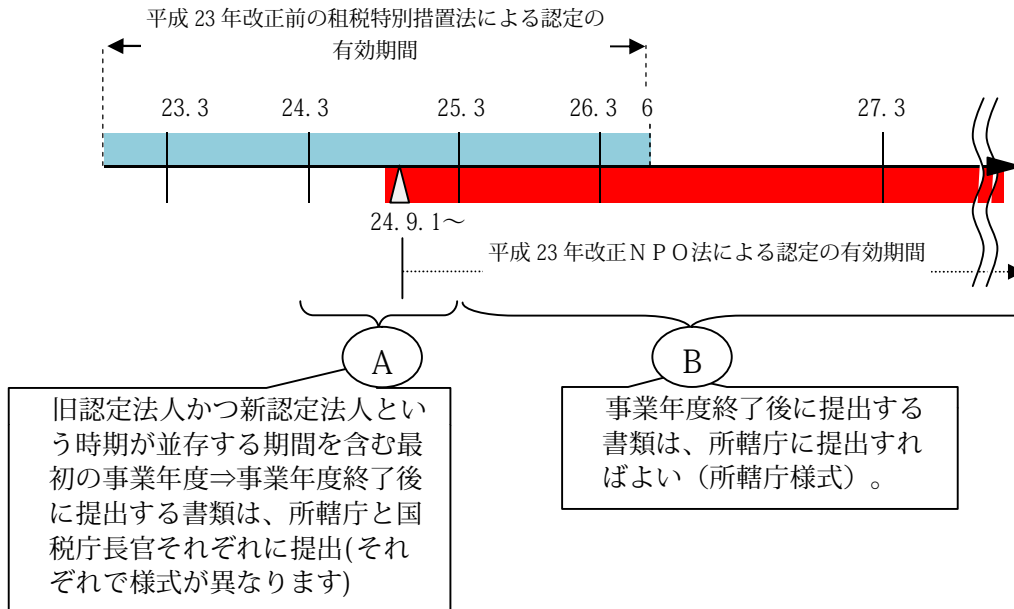 平成 23 年改正前の租税特別措置法による認定の
有効期間
23.3
24.3
25.3
26.3
6
27.3
24.9.1～
平成 23 年改正ＮＰＯ法による認定の有効期間
A
B
旧認定法人かつ新認定法人とい
う時期が並存する期間を含む最
初の事業年度⇒事業年度終了後
に提出する書類は、所轄庁と国
税庁長官それぞれに提出(それ
ぞれで様式が異なります)
事業年度終了後に提出する
書類は、所轄庁に提出すれ
ばよい（所轄庁様式）。